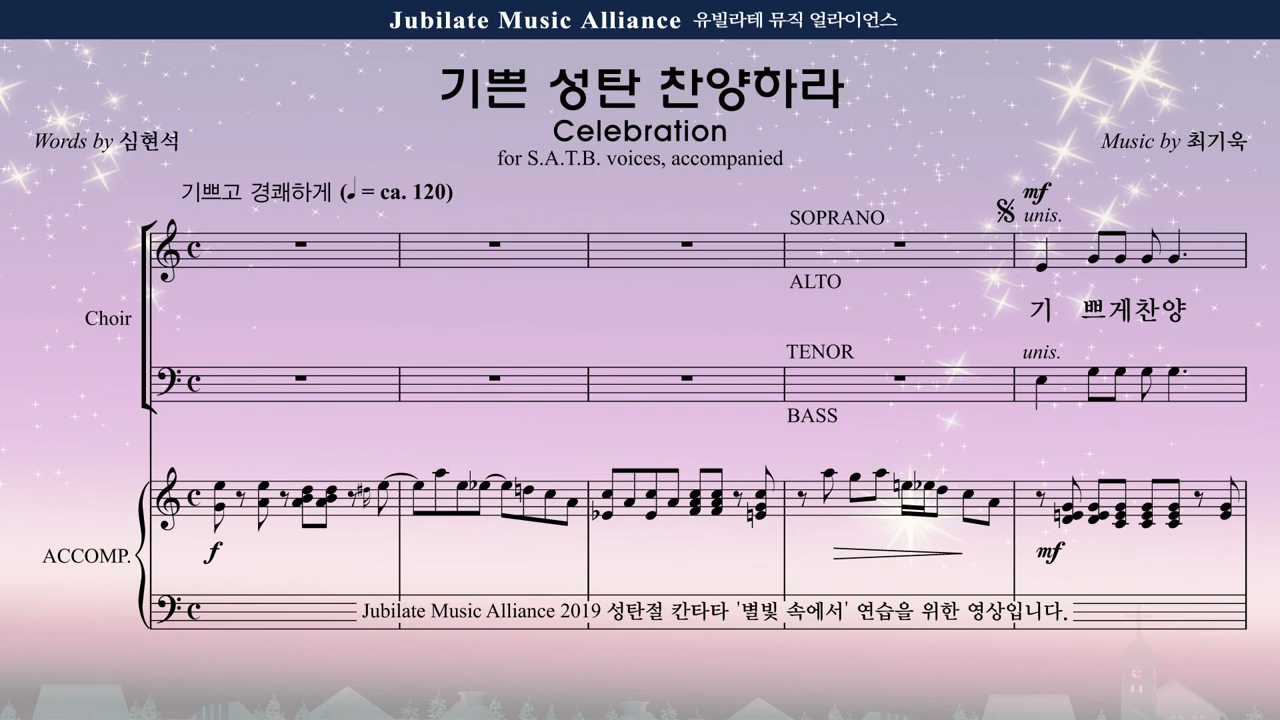 Jubilate Music Alliance 유빌라테 뮤직 얼라이언스
기쁜 성탄 찬양하라
Celebration
Words by 심현석
Music by 최기욱
for S.A.T.B. voices, accompanied
기쁘고 경쾌하게 (♩ = ca. 120)
mf
SOPRANO
unis.
ALTO
Choir
기 쁘게찬양
TENOR
unis.
BASS
ACCOMP.
f
mf
Jubilate Music Alliance 2019 성탄절 칸타타 '별빛 속에서' 연습을 위한 영상입니다.